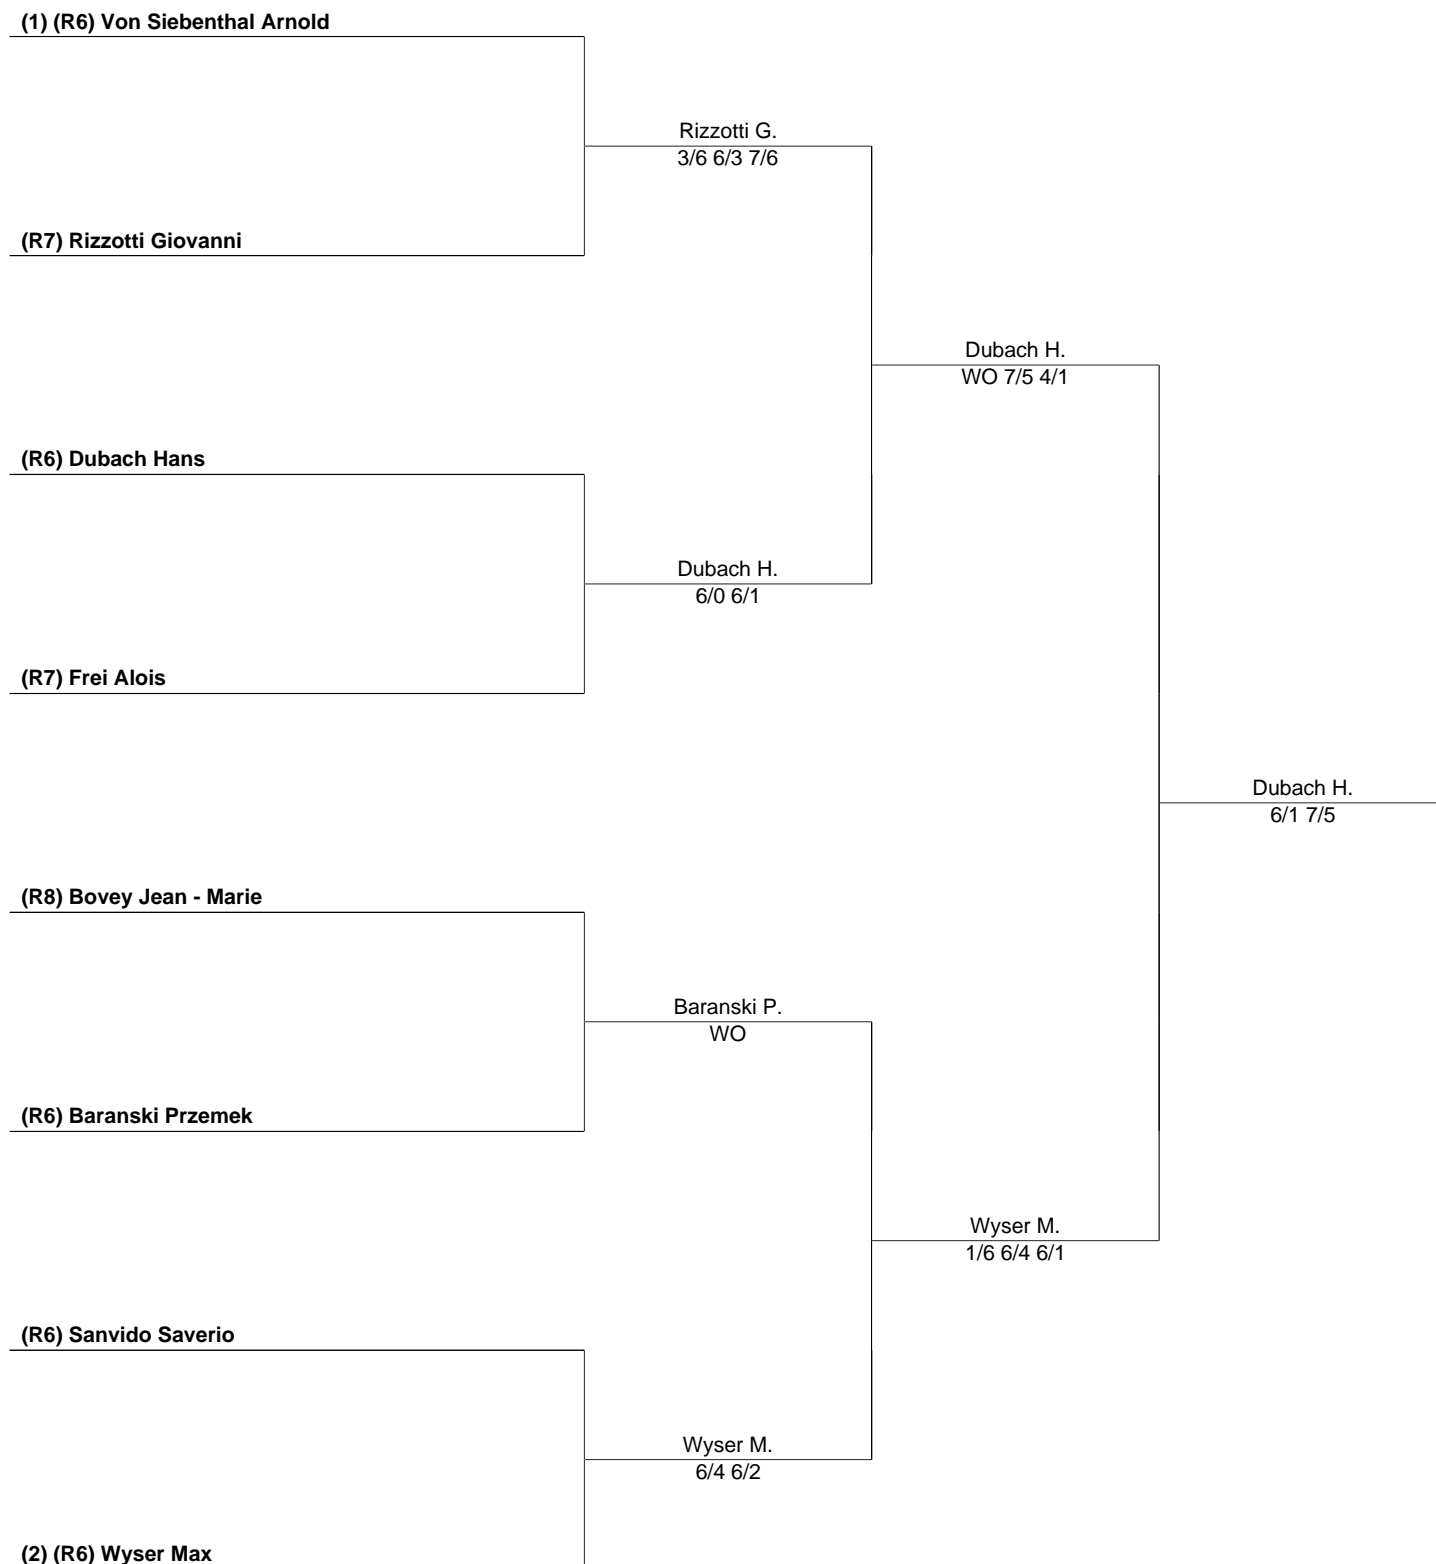 (1) (R6) Von Siebenthal Arnold
Rizzotti G.
3/6 6/3 7/6
(R7) Rizzotti Giovanni
Dubach H.
WO 7/5 4/1
(R6) Dubach Hans
Dubach H.
6/0 6/1
(R7) Frei Alois
Dubach H.
6/1 7/5
(R8) Bovey Jean - Marie
Baranski P.
WO
(R6) Baranski Przemek
Wyser M.
1/6 6/4 6/1
(R6) Sanvido Saverio
Wyser M.
6/4 6/2
(2) (R6) Wyser Max